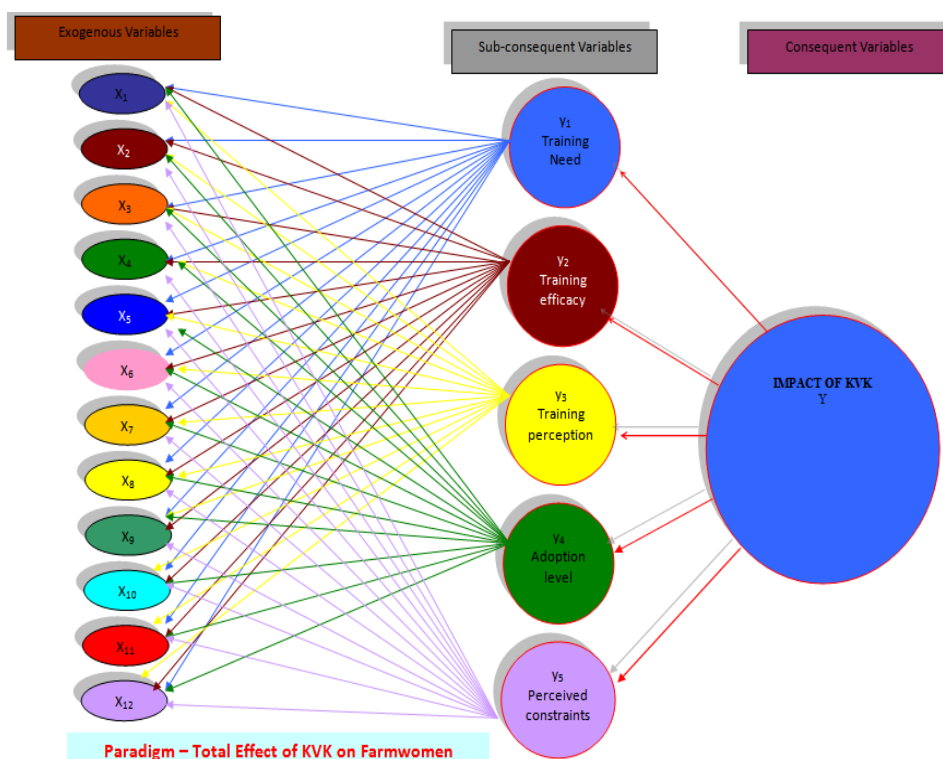 Exogenous Variables
Sub-consequent Variables
Consequent Variables
X1
X2
X3
X4
X5
X6
X7
X8
X9
X10
X11
X12
y1
Training
Need
y2
Training
efficacy
y3
Training
perception
y4
Adoption
level
y5
Perceived
constraints
IMPACT OF KVK
Y
Paradigm – Total Effect of KVK on Farmwomen